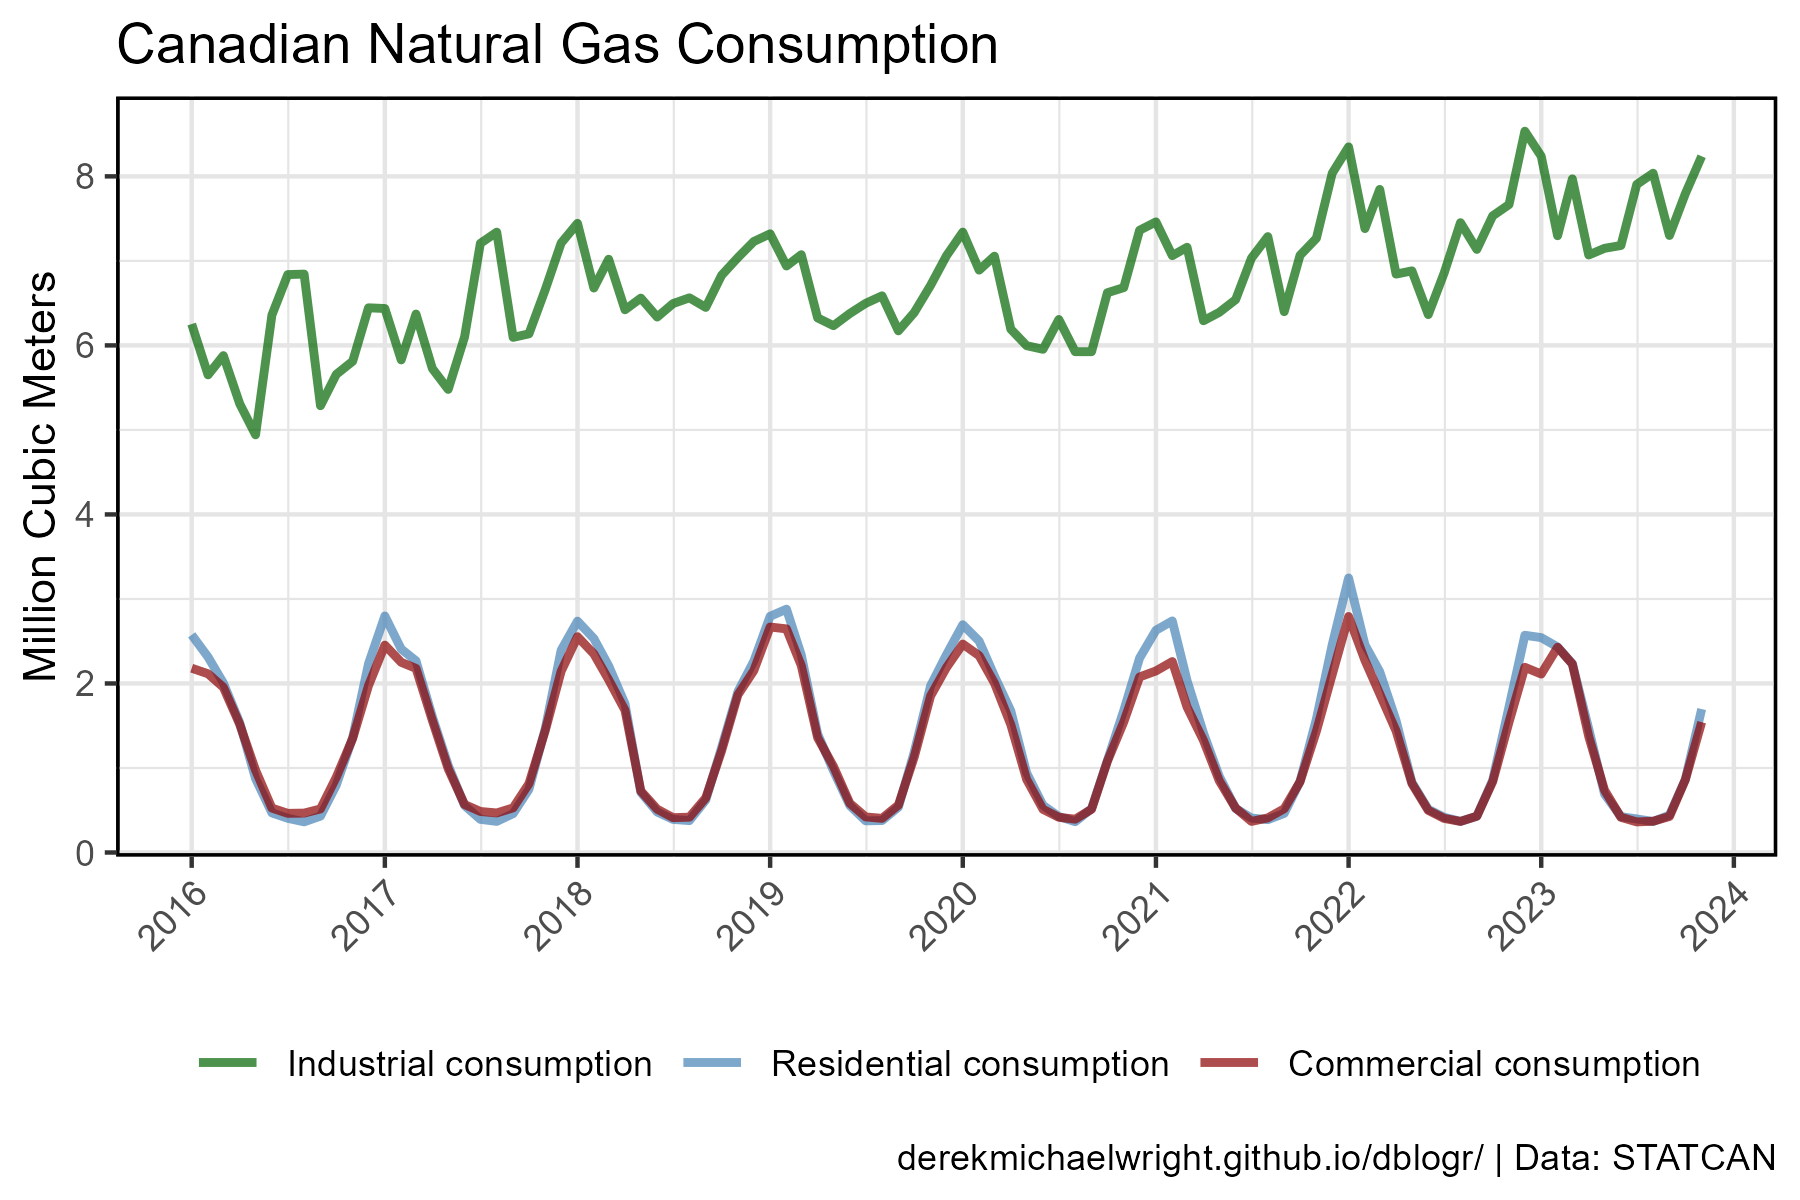 Canadian Natural Gas Consumption
Million Cubic Meters
8
6
4
2
0
2016
2017
2018
2019
2020
2021
2022
2023
2024
Industrial consumption
Residential consumption
Commercial consumption
derekmichaelwright.github.io/dblogr/ | Data: STATCAN